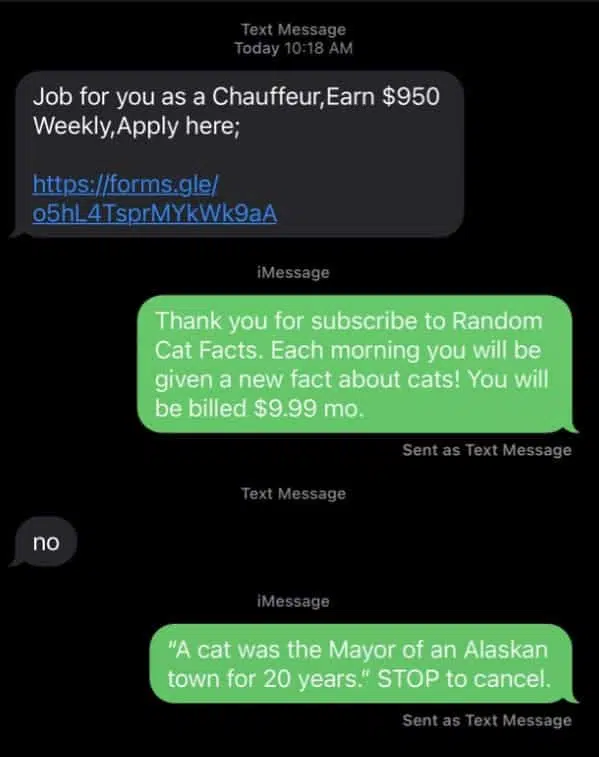 Text Message
Today 10:18 AM
Job for you as a Chauffeur,Earn $950
Weekly,Apply here;
https://forms.gle/
o5hL4TsprMYkWk9aA
iMessage
Thank you for subscribe to Random
Cat Facts. Each morning you will be
given a new fact about cats! You will
be billed $9.99 mo.
Sent as Text Message
Text Message
no
iMessage
“A cat was the Mayor of an Alaskan
town for 20 years.“ STOP to cancel.
Sent as Text Message